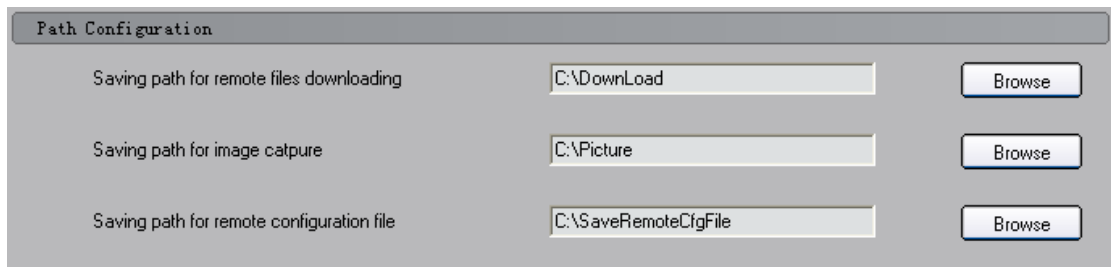 Path Configuration
Saving path for remote files downloading C:\DownLoad Browse
Saving path for image catpure C:\Picture Browse
Saving path for remote configuration file C:\SaveRemoteCfgFile Browse